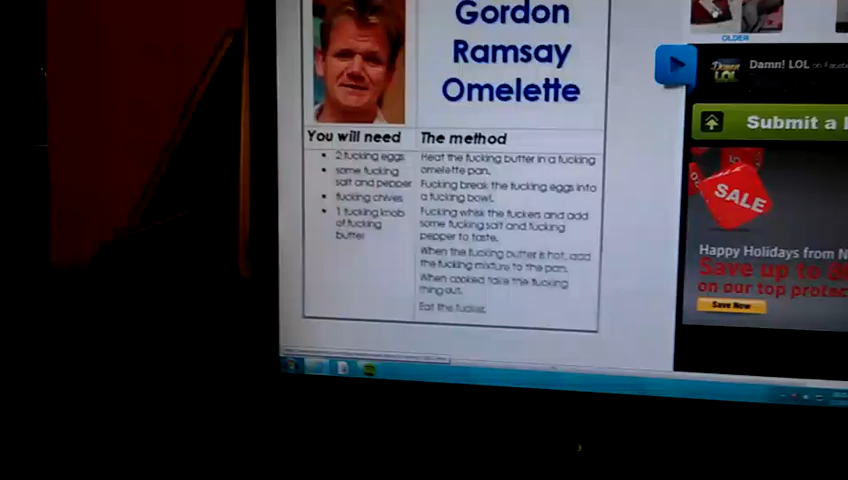 Gordon
Ramsay
Omelette
You will need
The method
2 fucking eggs
some fucking
salt and pepper
fucking chives
1 fucking knob
of fucking
butter
Heat the fucking butter in a fucking
omelette pan.
Fucking break the fucking eggs into
a fucking bowl.
Fucking whisk the fuckers and add
some fucking salt and fucking
pepper to taste.
When the fucking butter is hot, add
the fucking mixture to the pan.
When cooked take the fucking
thing out.
Eat the fucker.
OLDER
Damn! LOL on
Damn
LOL
Submit a
SALE
Happy Holidays from
Save up to
on our top
Save Now